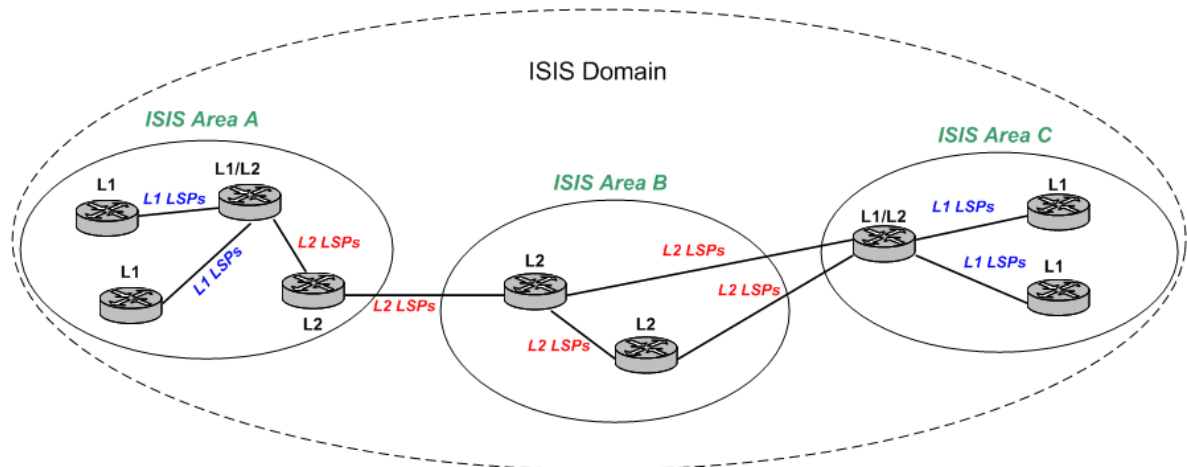 ISIS Domain
ISIS Area A
L1
L1/L2
L1 LSPs
L1 LSPs
L2 LSPs
L1
L2
L2 LSPs
ISIS Area B
L2
L2 LSPs
L2
L2 LSPs
L2 LSPs
ISIS Area C
L1/L2
L1
L1 LSPs
L1 LSPs
L1